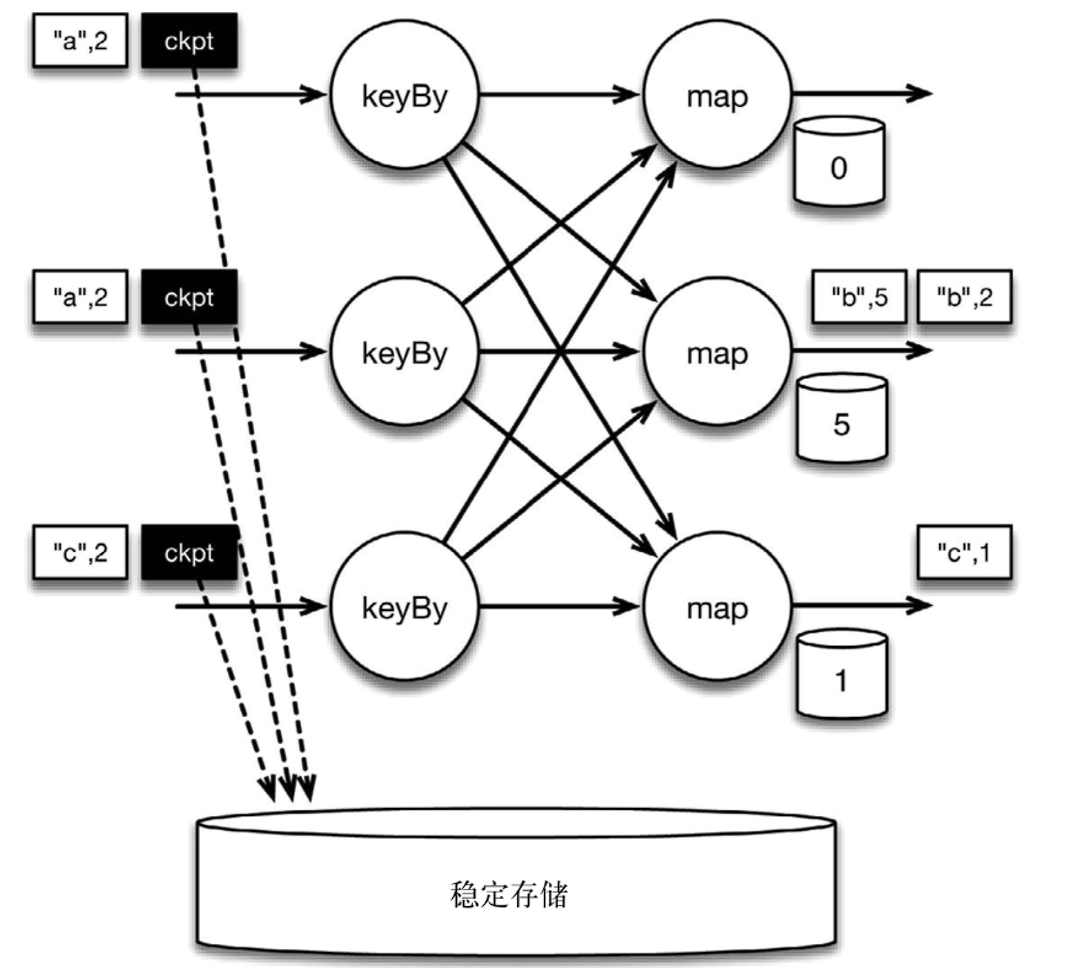 "a",2 ckpt
keyBy map
0
"a",2 ckpt
"b",5 "b",2
keyBy map
5
"c",2 ckpt
"c",1
keyBy map
1
稳定存储